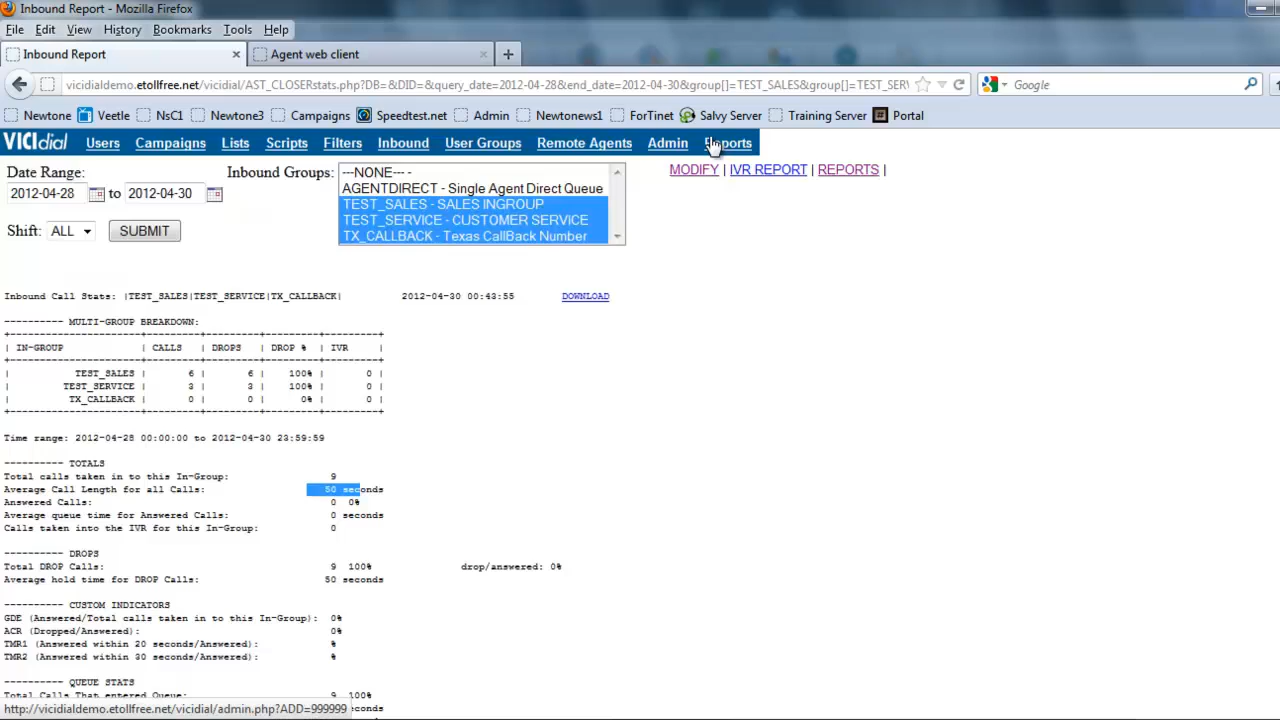 Inbound Report - Mozilla Firefox
File Edit View History Bookmarks Tools Help
Inbound Report × Agent web client × +
vicidialdemo.etollfree.net/vicidial/AST_CLOSERstats.php?DB=&DID=&query_date=2012-04-28&end_date=2012-04-30&group[]=TEST_SALES&group[]=TEST_SERV Google
Newtone Veetle NsC1 Newtone3 Campaigns Speedtest.net Admin Newtonews1 ForTinet Salvy Server Training Server Portal
VICIdial Users Campaigns Lists Scripts Filters Inbound User Groups Remote Agents Admin Reports
Date Range: Inbound Groups: ---NONE--- - MODIFY | IVR REPORT | REPORTS |
2012-04-28 to 2012-04-30 AGENTDIRECT - Single Agent Direct Queue
TEST_SALES - SALES INGROUP
TEST_SERVICE - CUSTOMER SERVICE
Shift: ALL SUBMIT TX_CALLBACK - Texas CallBack Number
Inbound Call Stats: |TEST_SALES|TEST_SERVICE|TX_CALLBACK| 2012-04-30 00:43:55 DOWNLOAD
---------- MULTI-GROUP BREAKDOWN:
+----------------------+---------+---------+---------+---------+
| IN-GROUP | CALLS | DROPS | DROP % | IVR |
+----------------------+---------+---------+---------+---------+
| TEST_SALES | 6 | 6 | 100% | 0 |
| TEST_SERVICE | 3 | 3 | 100% | 0 |
| TX_CALLBACK | 0 | 0 | 0% | 0 |
+----------------------+---------+---------+---------+---------+
Time range: 2012-04-28 00:00:00 to 2012-04-30 23:59:59
---------- TOTALS
Total calls taken in to this In-Group: 9
Average Call Length for all Calls: 50 seconds
Answered Calls: 0 0%
Average queue time for Answered Calls: 0 seconds
Calls taken into the IVR for this In-Group: 0
---------- DROPS
Total DROP Calls: 9 100% drop/answered: 0%
Average hold time for DROP Calls: 50 seconds
---------- CUSTOM INDICATORS
GDE (Answered/Total calls taken in to this In-Group): 0%
ACR (Dropped/Answered): 0%
TMR1 (Answered within 20 seconds/Answered): %
TMR2 (Answered within 30 seconds/Answered): %
---------- QUEUE STATS
Total Calls That entered Queue: 9 100%
http://vicidialdemo.etollfree.net/vicidial/admin.php?ADD=999999 seconds